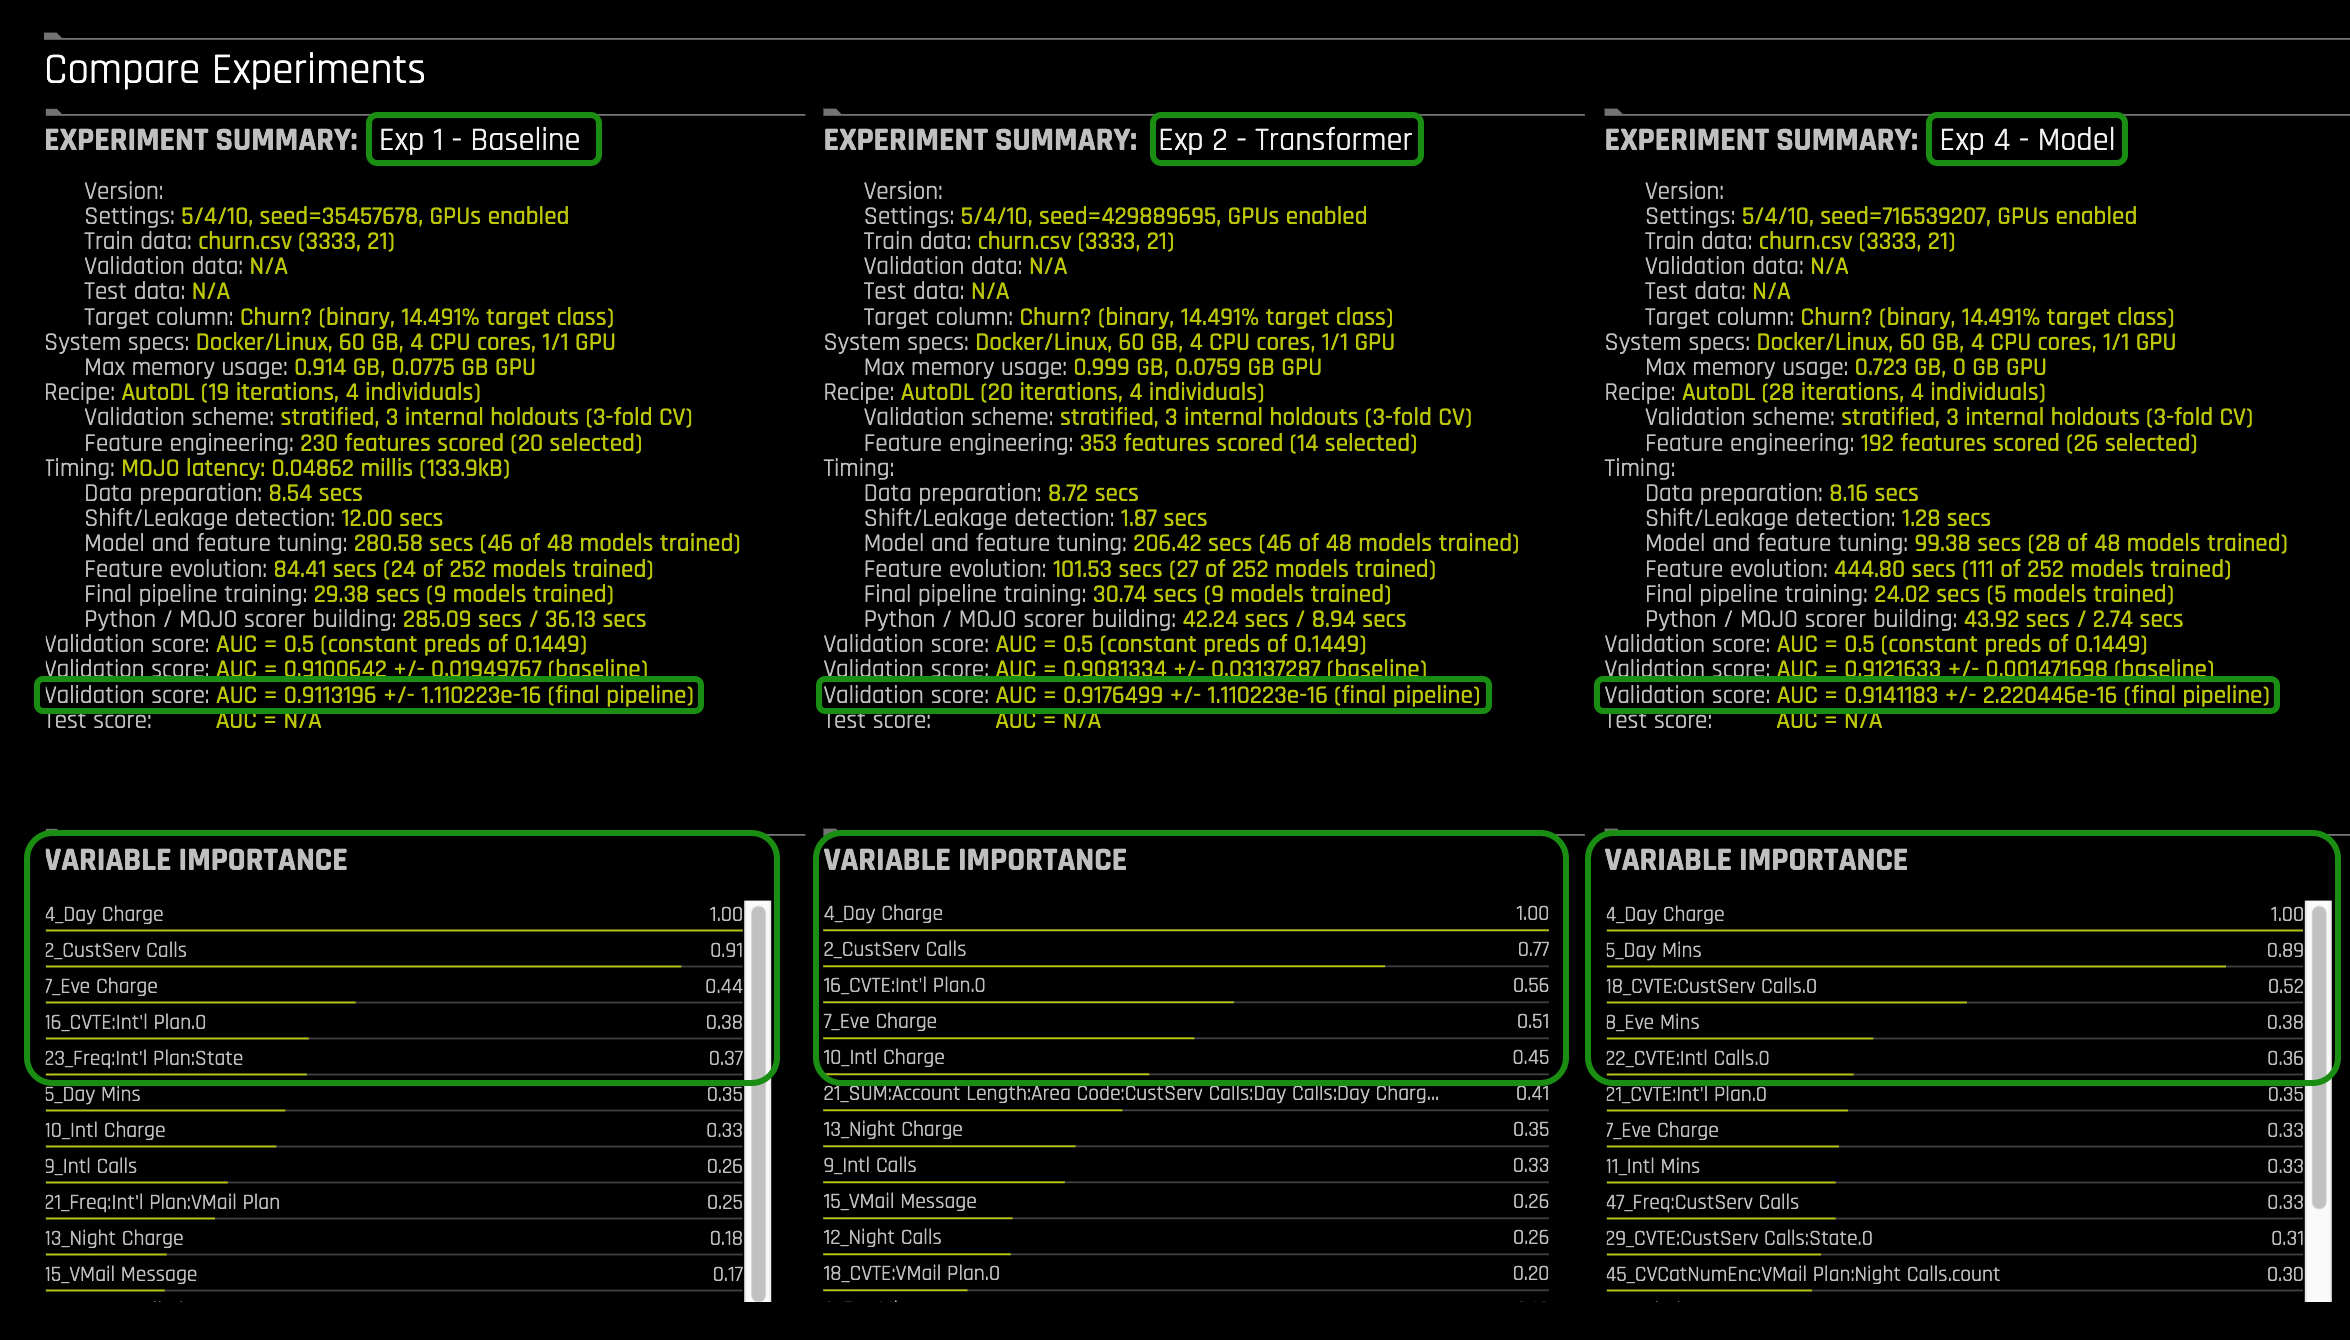 Compare Experiments
EXPERIMENT SUMMARY: Exp 1 - Baseline
Version:
Settings: 5/4/10, seed=35457678, GPUs enabled
Train data: churn.csv (3333, 21)
Validation data: N/A
Test data: N/A
Target column: Churn? (binary, 14.491% target class)
System specs: Docker/Linux, 60 GB, 4 CPU cores, 1/1 GPU
Max memory usage: 0.914 GB, 0.0775 GB GPU
Recipe: AutoDL (19 iterations, 4 individuals)
Validation scheme: stratified, 3 internal holdouts (3-fold CV)
Feature engineering: 230 features scored (20 selected)
Timing: MOJO latency: 0.04862 millis (133.9kB)
Data preparation: 8.54 secs
Shift/Leakage detection: 12.00 secs
Model and feature tuning: 280.58 secs (46 of 48 models trained)
Feature evolution: 84.41 secs (24 of 252 models trained)
Final pipeline training: 29.38 secs (9 models trained)
Python / MOJO scorer building: 285.09 secs / 36.13 secs
Validation score: AUC = 0.5 (constant preds of 0.1449)
Validation score: AUC = 0.9100642 +/- 0.01949767 (baseline)
Validation score: AUC = 0.9113196 +/- 1.110223e-16 (final pipeline)
Test score: AUC = N/A
VARIABLE IMPORTANCE
4_Day Charge 1.00
2_CustServ Calls 0.91
7_Eve Charge 0.44
16_CVTE:Int'l Plan.0 0.38
23_Freq:Int'l Plan:State 0.37
5_Day Mins 0.35
10_Intl Charge 0.33
9_Intl Calls 0.26
21_Freq:Int'l Plan:VMail Plan 0.25
13_Night Charge 0.18
15_VMail Message 0.17
EXPERIMENT SUMMARY: Exp 2 - Transformer
Version:
Settings: 5/4/10, seed=429889695, GPUs enabled
Train data: churn.csv (3333, 21)
Validation data: N/A
Test data: N/A
Target column: Churn? (binary, 14.491% target class)
System specs: Docker/Linux, 60 GB, 4 CPU cores, 1/1 GPU
Max memory usage: 0.999 GB, 0.0759 GB GPU
Recipe: AutoDL (20 iterations, 4 individuals)
Validation scheme: stratified, 3 internal holdouts (3-fold CV)
Feature engineering: 353 features scored (14 selected)
Timing:
Data preparation: 8.72 secs
Shift/Leakage detection: 1.87 secs
Model and feature tuning: 206.42 secs (46 of 48 models trained)
Feature evolution: 101.53 secs (27 of 252 models trained)
Final pipeline training: 30.74 secs (9 models trained)
Python / MOJO scorer building: 42.24 secs / 8.94 secs
Validation score: AUC = 0.5 (constant preds of 0.1449)
Validation score: AUC = 0.9081334 +/- 0.03137287 (baseline)
Validation score: AUC = 0.9176499 +/- 1.110223e-16 (final pipeline)
Test score: AUC = N/A
VARIABLE IMPORTANCE
4_Day Charge 1.00
2_CustServ Calls 0.77
16_CVTE:Int'l Plan.0 0.56
7_Eve Charge 0.51
10_Intl Charge 0.45
21_SUM:Account Length:Area Code:CustServ Calls:Day Calls:Day Charg... 0.41
13_Night Charge 0.35
9_Intl Calls 0.33
15_VMail Message 0.26
12_Night Calls 0.26
18_CVTE:VMail Plan.0 0.20
EXPERIMENT SUMMARY: Exp 4 - Model
Version:
Settings: 5/4/10, seed=716539207, GPUs enabled
Train data: churn.csv (3333, 21)
Validation data: N/A
Test data: N/A
Target column: Churn? (binary, 14.491% target class)
System specs: Docker/Linux, 60 GB, 4 CPU cores, 1/1 GPU
Max memory usage: 0.723 GB, 0 GB GPU
Recipe: AutoDL (28 iterations, 4 individuals)
Validation scheme: stratified, 3 internal holdouts (3-fold CV)
Feature engineering: 192 features scored (26 selected)
Timing:
Data preparation: 8.16 secs
Shift/Leakage detection: 1.28 secs
Model and feature tuning: 99.38 secs (28 of 48 models trained)
Feature evolution: 444.80 secs (111 of 252 models trained)
Final pipeline training: 24.02 secs (5 models trained)
Python / MOJO scorer building: 43.92 secs / 2.74 secs
Validation score: AUC = 0.5 (constant preds of 0.1449)
Validation score: AUC = 0.9121633 +/- 0.001471698 (baseline)
Validation score: AUC = 0.9141183 +/- 2.220446e-16 (final pipeline)
Test score: AUC = N/A
VARIABLE IMPORTANCE
4_Day Charge 1.00
5_Day Mins 0.89
18_CVTE:CustServ Calls.0 0.52
8_Eve Mins 0.38
22_CVTE:Intl Calls.0 0.36
21_CVTE:Int'l Plan.0 0.35
7_Eve Charge 0.33
11_Intl Mins 0.33
47_Freq:CustServ Calls 0.33
29_CVTE:CustServ Calls:State.0 0.31
45_CVCatNumEnc:VMail Plan:Night Calls.count 0.30